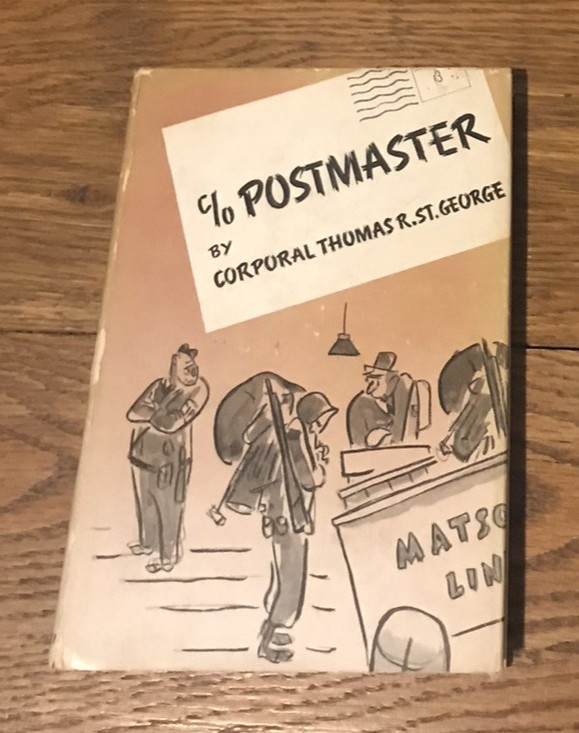 c/o POSTMASTER
BY
CORPORAL THOMAS R. ST. GEORGE
MATSO
LIN